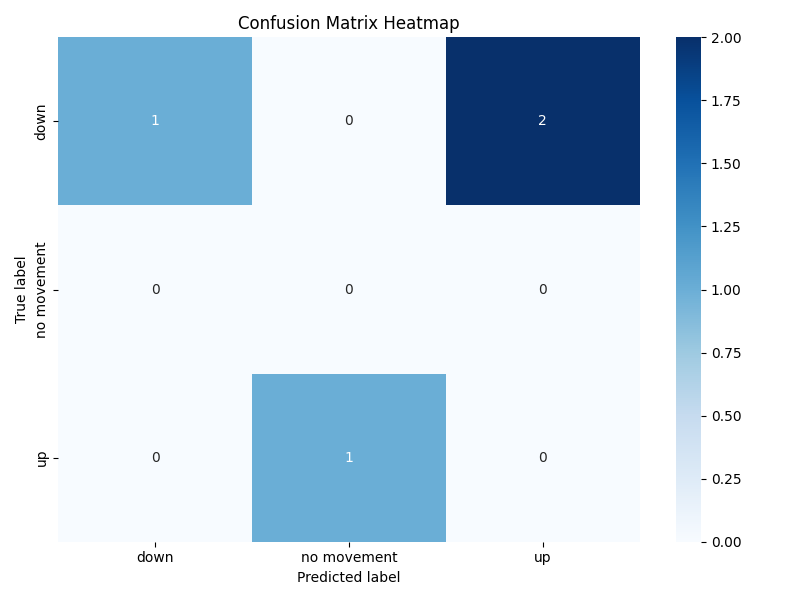 Confusion Matrix Heatmap
True label
down
1
0
2
no movement
0
0
0
up
0
1
0
down
no movement
up
Predicted label
2.00
1.75
1.50
1.25
1.00
0.75
0.50
0.25
0.00